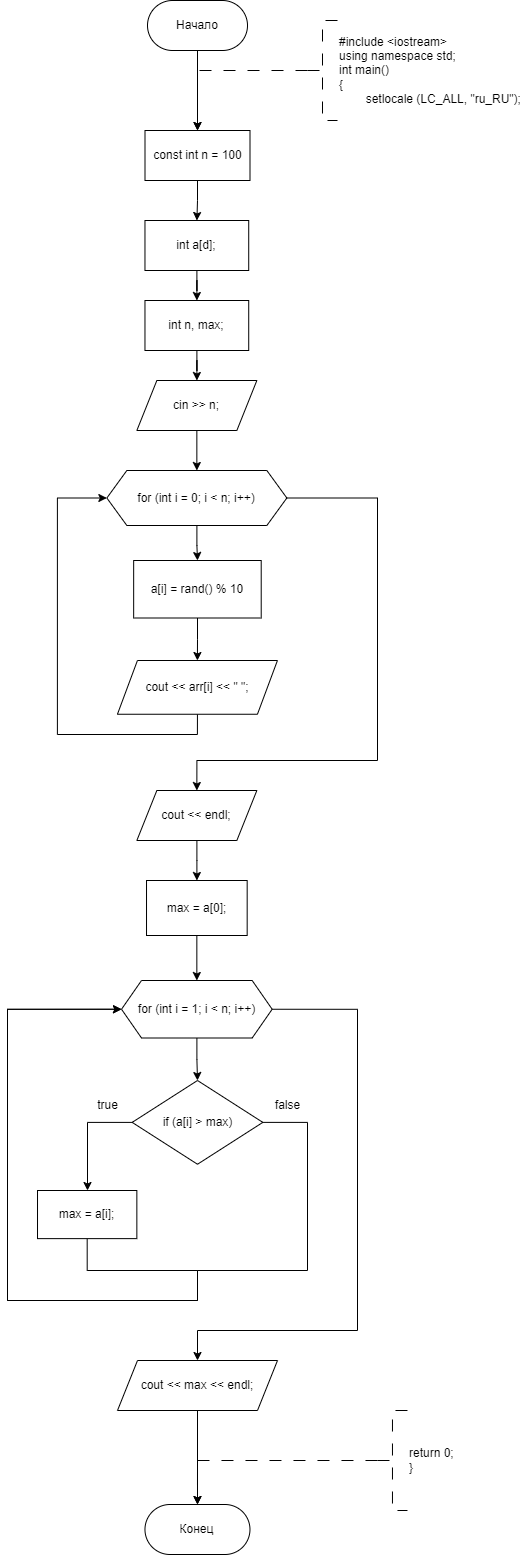 Начало
#include <iostream>
using namespace std;
int main()
{
setlocale (LC_ALL, "ru_RU");
const int n = 100
int a[d];
int n, max;
cin >> n;
for (int i = 0; i < n; i++)
a[i] = rand() % 10
cout << arr[i] << " ";
cout << endl;
max = a[0];
for (int i = 1; i < n; i++)
true
false
if (a[i] > max)
max = a[i];
cout << max << endl;
return 0;
}
Конец